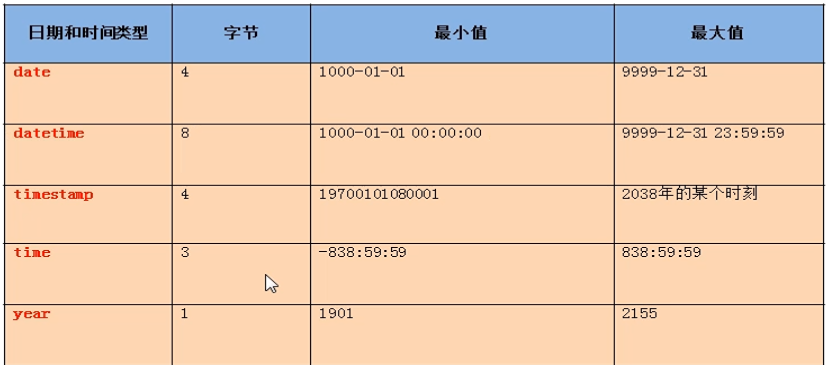 日期和时间类型 字节 最小值 最大值
date 4 1000-01-01 9999-12-31
datetime 8 1000-01-01 00:00:00 9999-12-31 23:59:59
timestamp 4 19700101080001 2038年的某个时刻
time 3 -838:59:59 838:59:59
year 1 1901 2155